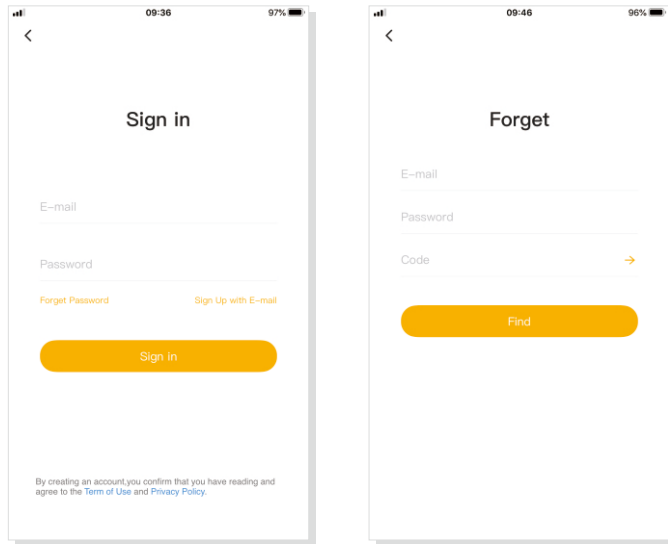 09:36
97%
Sign in
E-mail
Password
Forget Password
Sign Up with E-mail
Sign in
By creating an account,you confirm that you have reading and
agree to the Term of Use and Privacy Policy.
09:46
96%
Forget
E-mail
Password
Code
Find